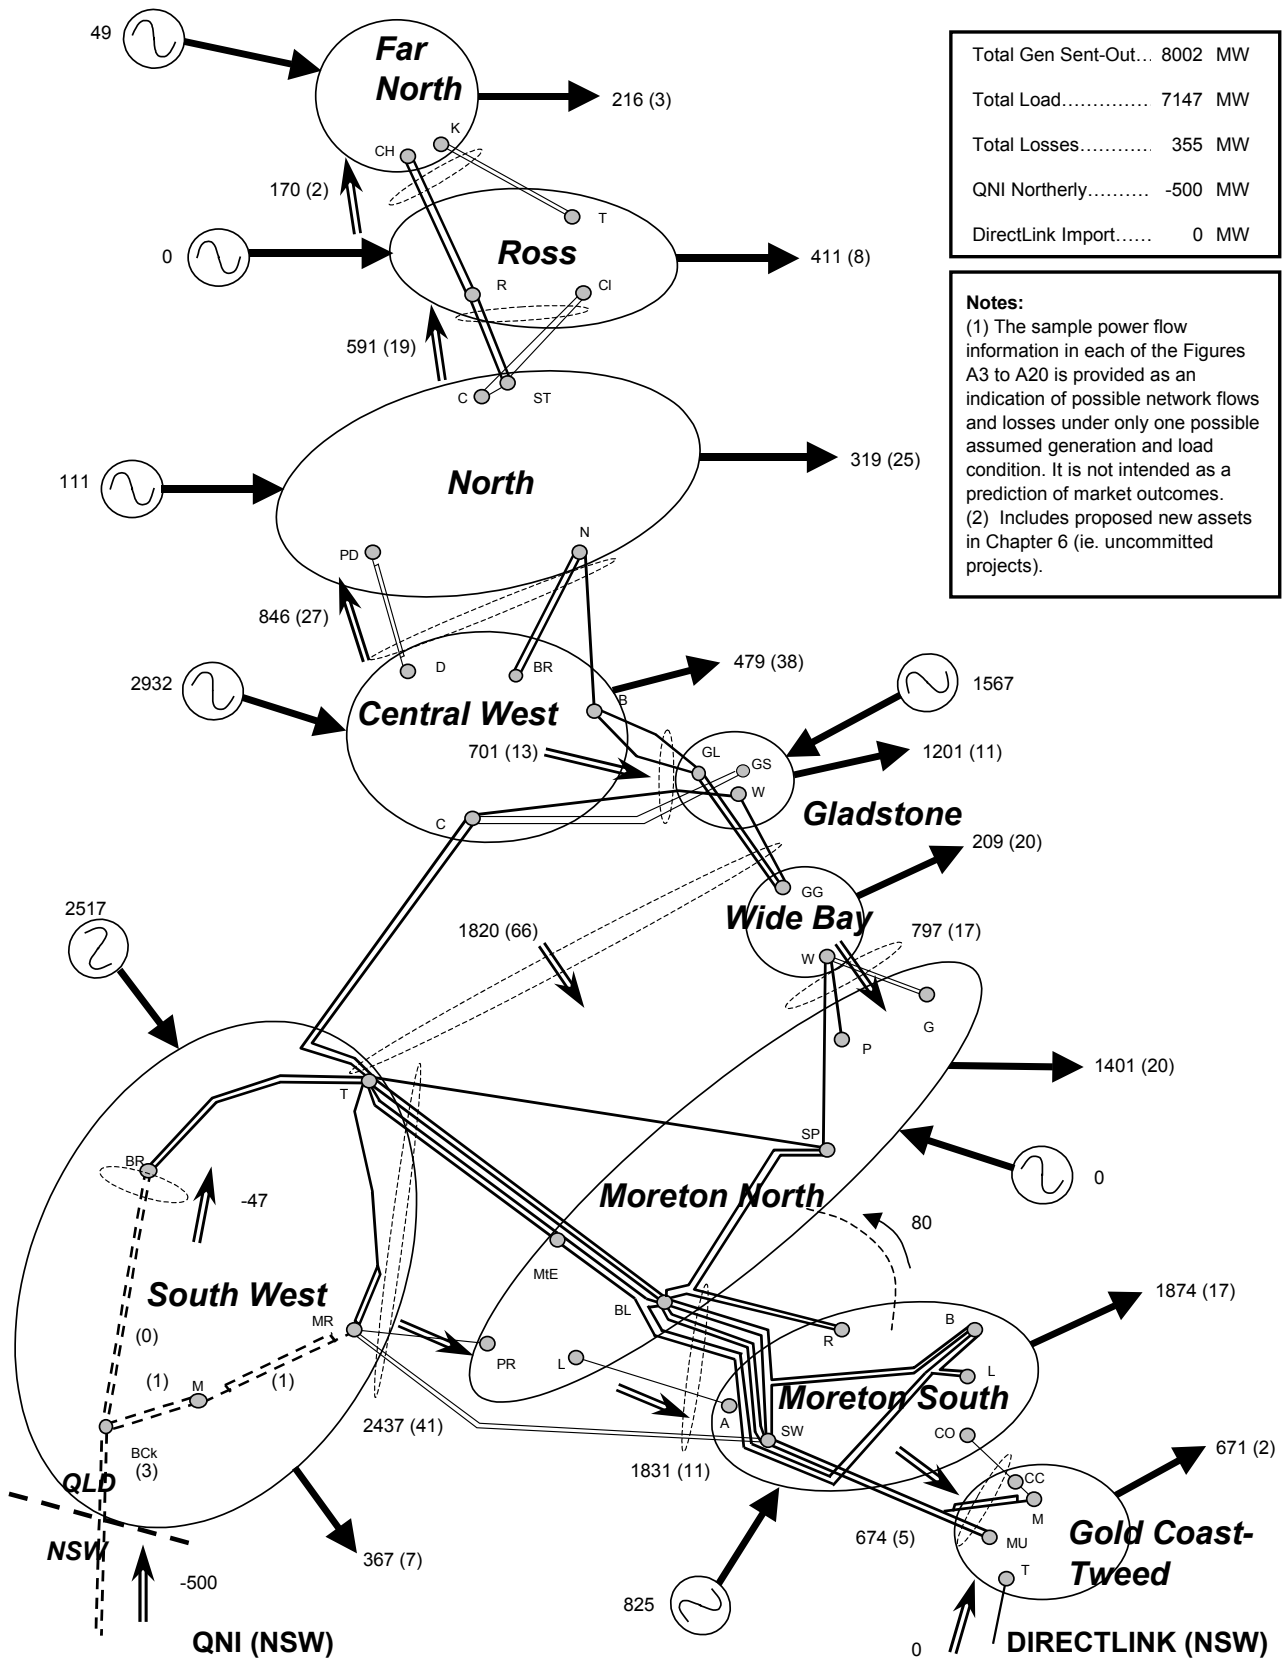 49
Far
North
216 (3)
K
CH
170 (2)
T
0
Ross
411 (8)
R
CI
591 (19)
C
ST
111
North
319 (25)
N
PD
846 (27)
D
BR
479 (38)
2932
1567
B
Central West
701 (13)
GL
GS
1201 (11)
W
C
Gladstone
209 (20)
GG
2517
Wide Bay
1820 (66)
797 (17)
W
G
P
1401 (20)
T
SP
BR
0
-47
Moreton North
80
MtE
South West
1874 (17)
BL
MR
(0)
R
B
PR
L
L
(1)
M
(1)
Moreton South
A
2437 (41)
SW
CO
BCk
(3)
1831 (11)
671 (2)
QLD
CC
M
674 (5)
MU
Gold Coast-
Tweed
NSW
367 (7)
T
-500
825
QNI (NSW)
0
DIRECTLINK (NSW)
Total Gen Sent-Out... 8002 MW
Total Load.............. 7147 MW
Total Losses........... 355 MW
QNI Northerly.......... -500 MW
DirectLink Import...... 0 MW
Notes:
(1) The sample power flow
information in each of the Figures
A3 to A20 is provided as an
indication of possible network flows
and losses under only one possible
assumed generation and load
condition. It is not intended as a
prediction of market outcomes.
(2) Includes proposed new assets
in Chapter 6 (ie. uncommitted
projects).